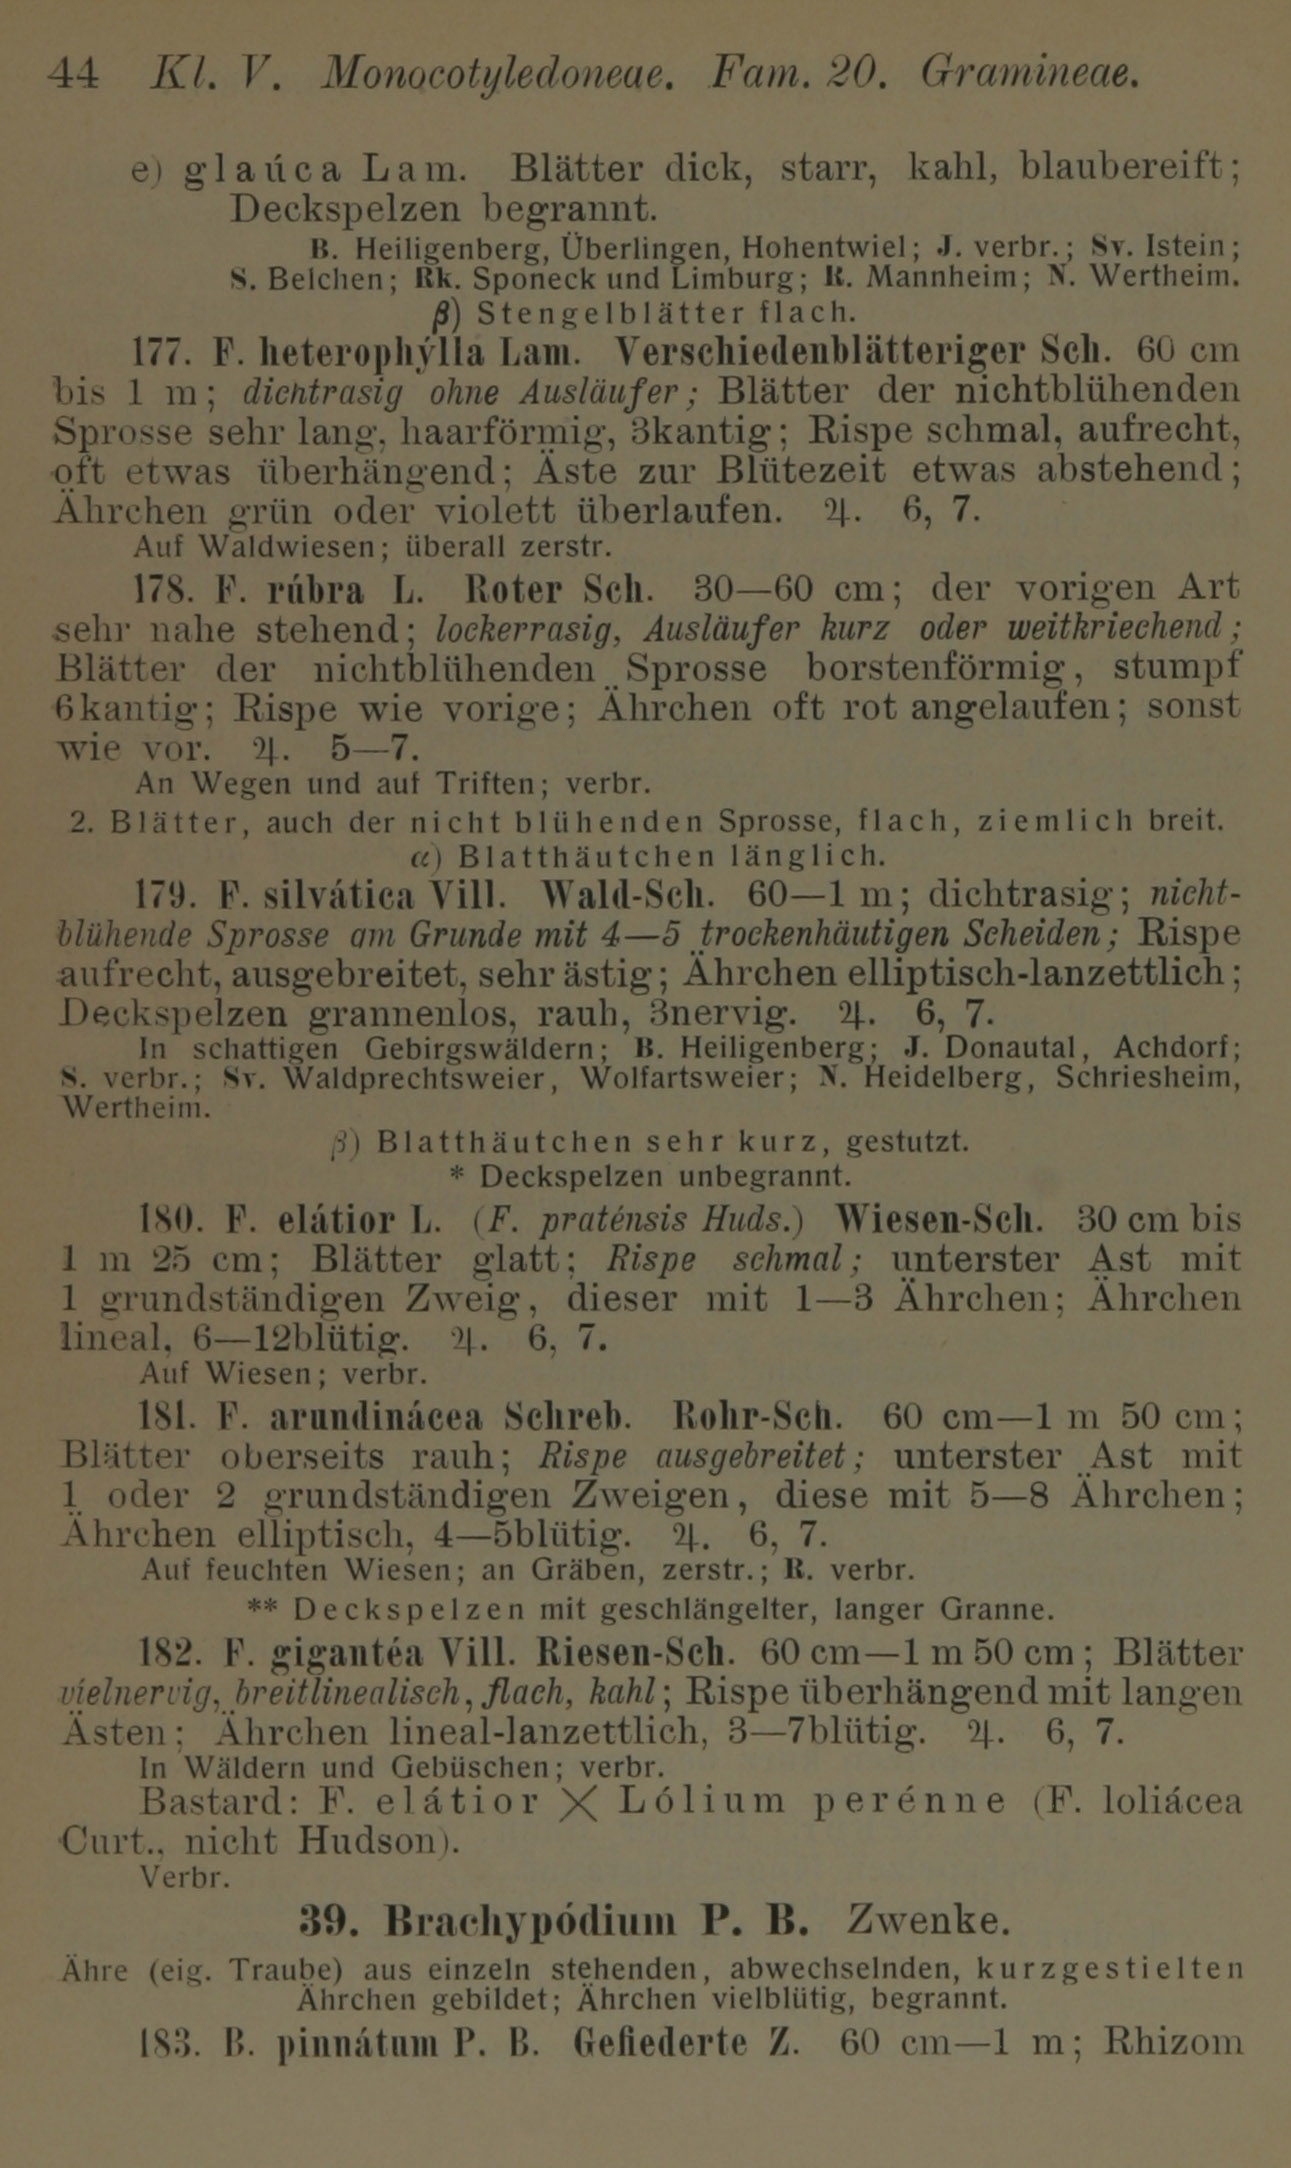 44 Kl. V. Monocotyledoneae. Fam. 20. Gramineae.
e) glaúca Lam. Blätter dick, starr, kahl, blaubereift;
Deckspelzen begrannt.
B. Heiligenberg, Überlingen, Hohentwiel; J. verbr.; Sv. Istein;
S. Belchen; Rk. Sponeck und Limburg; R. Mannheim; N. Wertheim.
β) Stengelblätter flach.
177. F. heterophýlla Lam. Verschiedenblätteriger Sch. 60 cm
bis 1 m; dichtrasig ohne Ausläufer; Blätter der nichtblühenden
Sprosse sehr lang, haarförmig, 3kantig; Rispe schmal, aufrecht,
oft etwas überhängend; Äste zur Blütezeit etwas abstehend;
Ährchen grün oder violett überlaufen. ♃. 6, 7.
Auf Waldwiesen; überall zerstr.
178. F. rúbra L. Roter Sch. 30—60 cm; der vorigen Art
sehr nahe stehend; lockerrasig, Ausläufer kurz oder weitkriechend;
Blätter der nichtblühenden Sprosse borstenförmig, stumpf
6kantig; Rispe wie vorige; Ährchen oft rot angelaufen; sonst
wie vor. ♃. 5—7.
An Wegen und auf Triften; verbr.
2. Blätter, auch der nicht blühenden Sprosse, flach, ziemlich breit.
α) Blatthäutchen länglich.
179. F. silvática Vill. Wald-Sch. 60—1 m; dichtrasig; nicht-
blühende Sprosse am Grunde mit 4—5 trockenhäutigen Scheiden; Rispe
aufrecht, ausgebreitet, sehr ästig; Ährchen elliptisch-lanzettlich;
Deckspelzen grannenlos, rauh, 3nervig. ♃. 6, 7.
In schattigen Gebirgswäldern; B. Heiligenberg; J. Donautal, Achdorf;
S. verbr.; Sv. Waldprechtsweier, Wolfartsweier; N. Heidelberg, Schriesheim,
Wertheim.
β) Blatthäutchen sehr kurz, gestutzt.
* Deckspelzen unbegrannt.
180. F. elátior L. (F. praténsis Huds.) Wiesen-Sch. 30 cm bis
1 m 25 cm; Blätter glatt; Rispe schmal; unterster Ast mit
1 grundständigen Zweig, dieser mit 1—3 Ährchen; Ährchen
lineal, 6—12blütig. ♃. 6, 7.
Auf Wiesen; verbr.
181. F. arundinácea Schreb. Rohr-Sch. 60 cm—1 m 50 cm;
Blätter oberseits rauh; Rispe ausgebreitet; unterster Ast mit
1 oder 2 grundständigen Zweigen, diese mit 5—8 Ährchen;
Ährchen elliptisch, 4—5blütig. ♃. 6, 7.
Auf feuchten Wiesen; an Gräben, zerstr.; R. verbr.
** Deckspelzen mit geschlängelter, langer Granne.
182. F. gigantéa Vill. Riesen-Sch. 60 cm—1 m 50 cm; Blätter
vielnervig, breitlinealisch, flach, kahl; Rispe überhängend mit langen
Ästen; Ährchen lineal-lanzettlich, 3—7blütig. ♃. 6, 7.
In Wäldern und Gebüschen; verbr.
Bastard: F. elátior X Lólium perénne (F. loliácea
Curt., nicht Hudson).
Verbr.
39. Brachypódium P. B. Zwenke.
Ähre (eig. Traube) aus einzeln stehenden, abwechselnden, kurzgestielten
Ährchen gebildet; Ährchen vielblütig, begrannt.
183. B. pinnátum P. B. Gefiederte Z. 60 cm—1 m; Rhizom